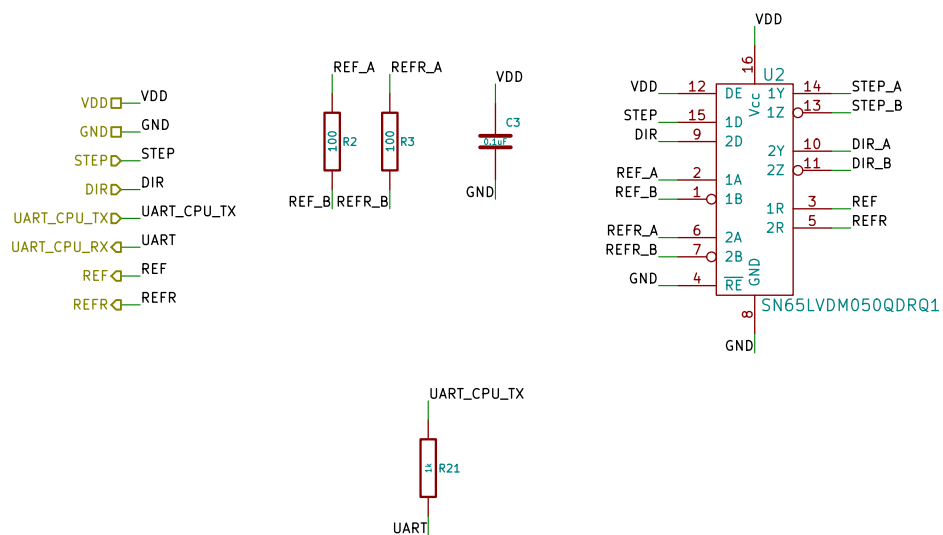 VDD VDD
GND GND
STEP STEP
DIR DIR
UART_CPU_TX UART_CPU_TX
UART_CPU_RX UART
REF REF
REFR REFR
REF_A
100
R2
REF_B
REFR_A
100
R3
REFR_B
VDD
C3
0.1uF
GND
VDD
16
U2
VDD 12 DE Vcc 1Y 14 STEP_A
1Z 13 STEP_B
STEP 15 1D
DIR 9 2D
2Y 10 DIR_A
2Z 11 DIR_B
REF_A 2 1A
REF_B 1 1B
1R 3 REF
2R 5 REFR
REFR_A 6 2A
REFR_B 7 2B
GND 4 RE GND
SN65LVDM050QDRQ1
8
GND
UART_CPU_TX
1k
R21
UART